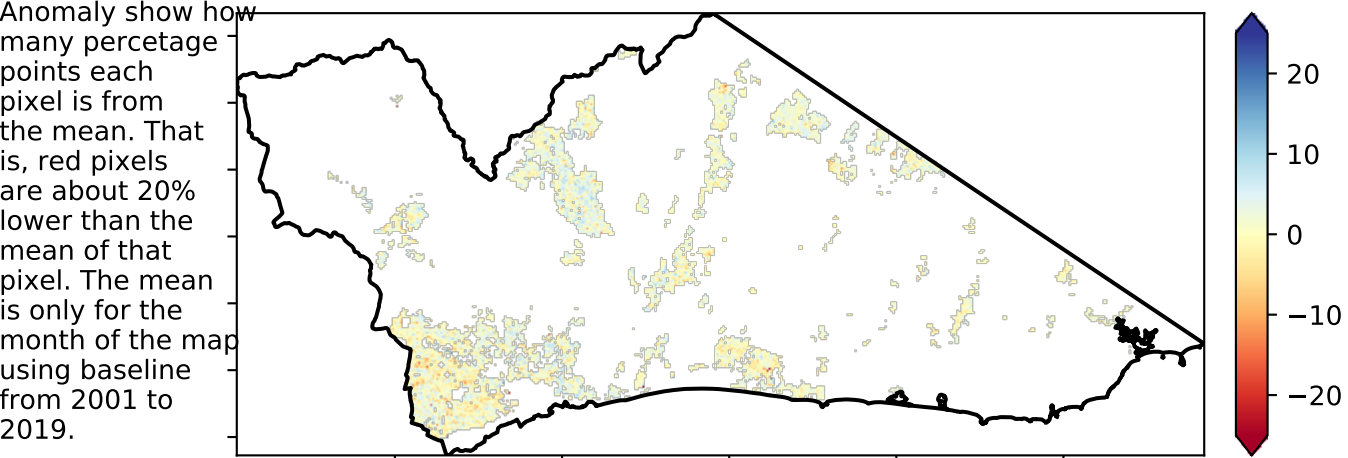 Anomaly show how
many percetage
points each
pixel is from
the mean. That
is, red pixels
are about 20%
lower than the
mean of that
pixel. The mean
is only for the
month of the map
using baseline
from 2001 to
2019.
20
10
0
−10
−20